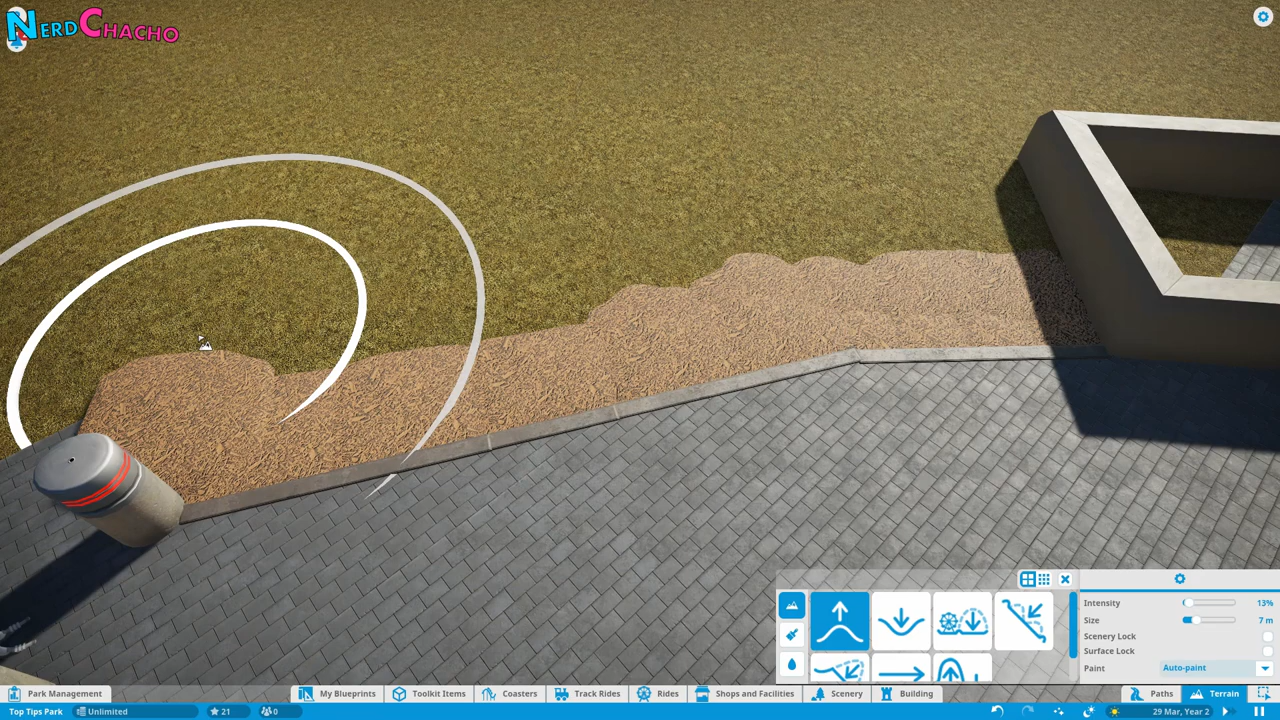 NERDCHACHO
Intensity 13%
Size 7 m
Scenery Lock
Surface Lock
Paint Auto-paint
Park Management My Blueprints Toolkit Items Coasters Track Rides Rides Shops and Facilities Scenery Building Paths Terrain
Top Tips Park Unlimited 21 0 29 Mar, Year 2